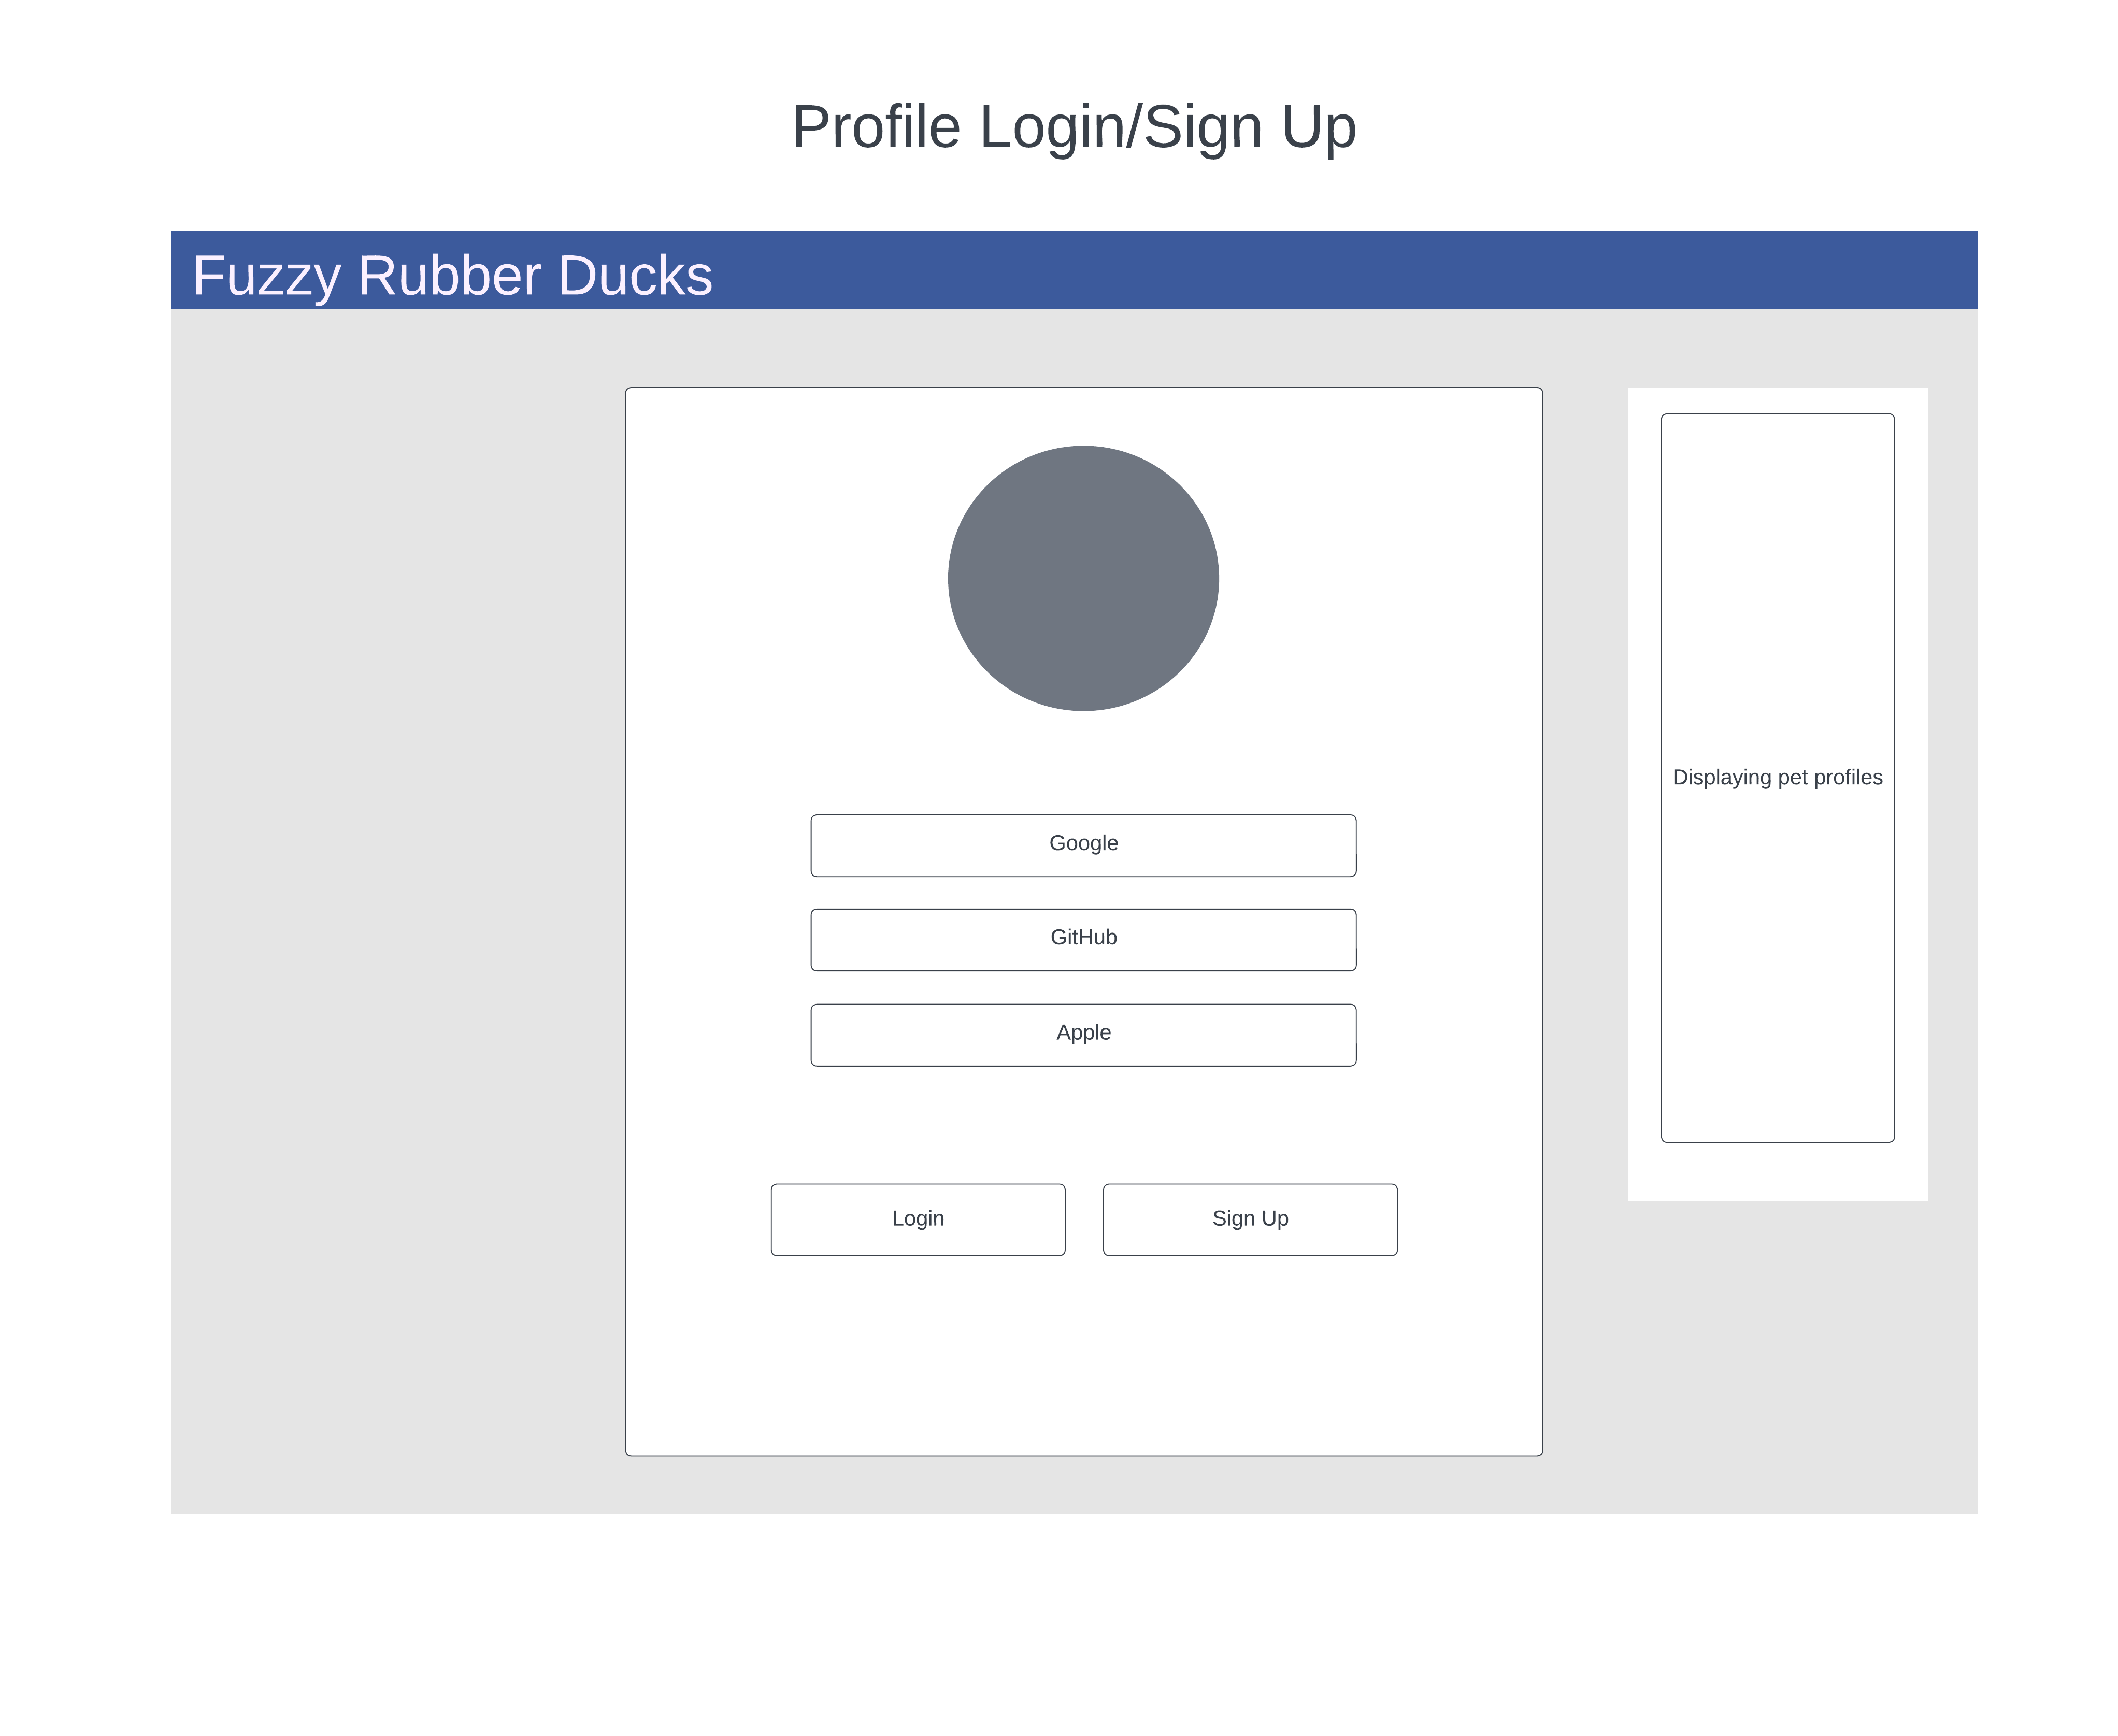 Profile Login/Sign Up
Fuzzy Rubber Ducks
Displaying pet profiles
Google
GitHub
Apple
Login
Sign Up